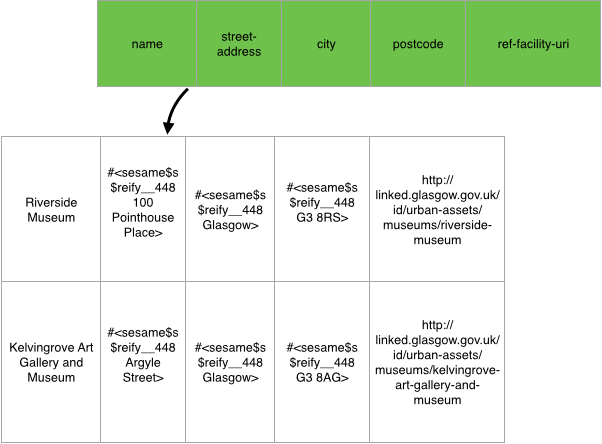 name
street-
address
city
postcode
ref-facility-uri
Riverside
Museum
#<sesame$s
$reify__448
100
Pointhouse
Place>
#<sesame$s
$reify__448
Glasgow>
#<sesame$s
$reify__448
G3 8RS>
http://
linked.glasgow.gov.uk/
id/urban-assets/
museums/riverside-
museum
Kelvingrove Art
Gallery and
Museum
#<sesame$s
$reify__448
Argyle
Street>
#<sesame$s
$reify__448
Glasgow>
#<sesame$s
$reify__448
G3 8AG>
http://
linked.glasgow.gov.uk/
id/urban-assets/
museums/kelvingrove-
art-gallery-and-
museum